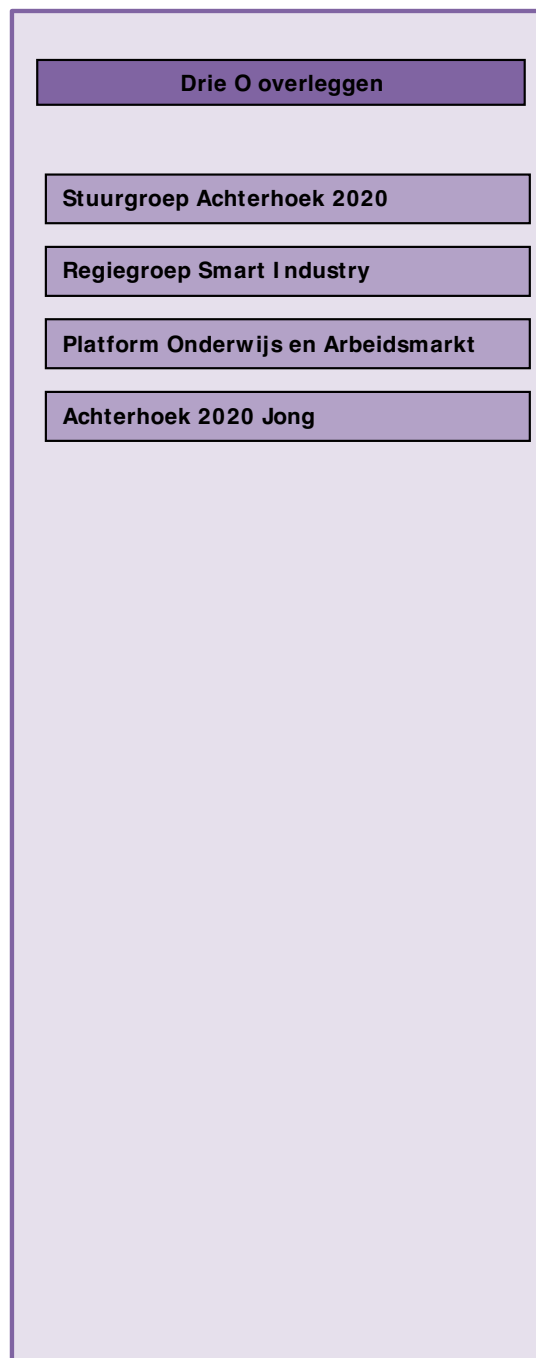 Drie O overleggen
Stuurgroep Achterhoek 2020
Regiegroep Smart Industry
Platform Onderwijs en Arbeidsmarkt
Achterhoek 2020 Jong